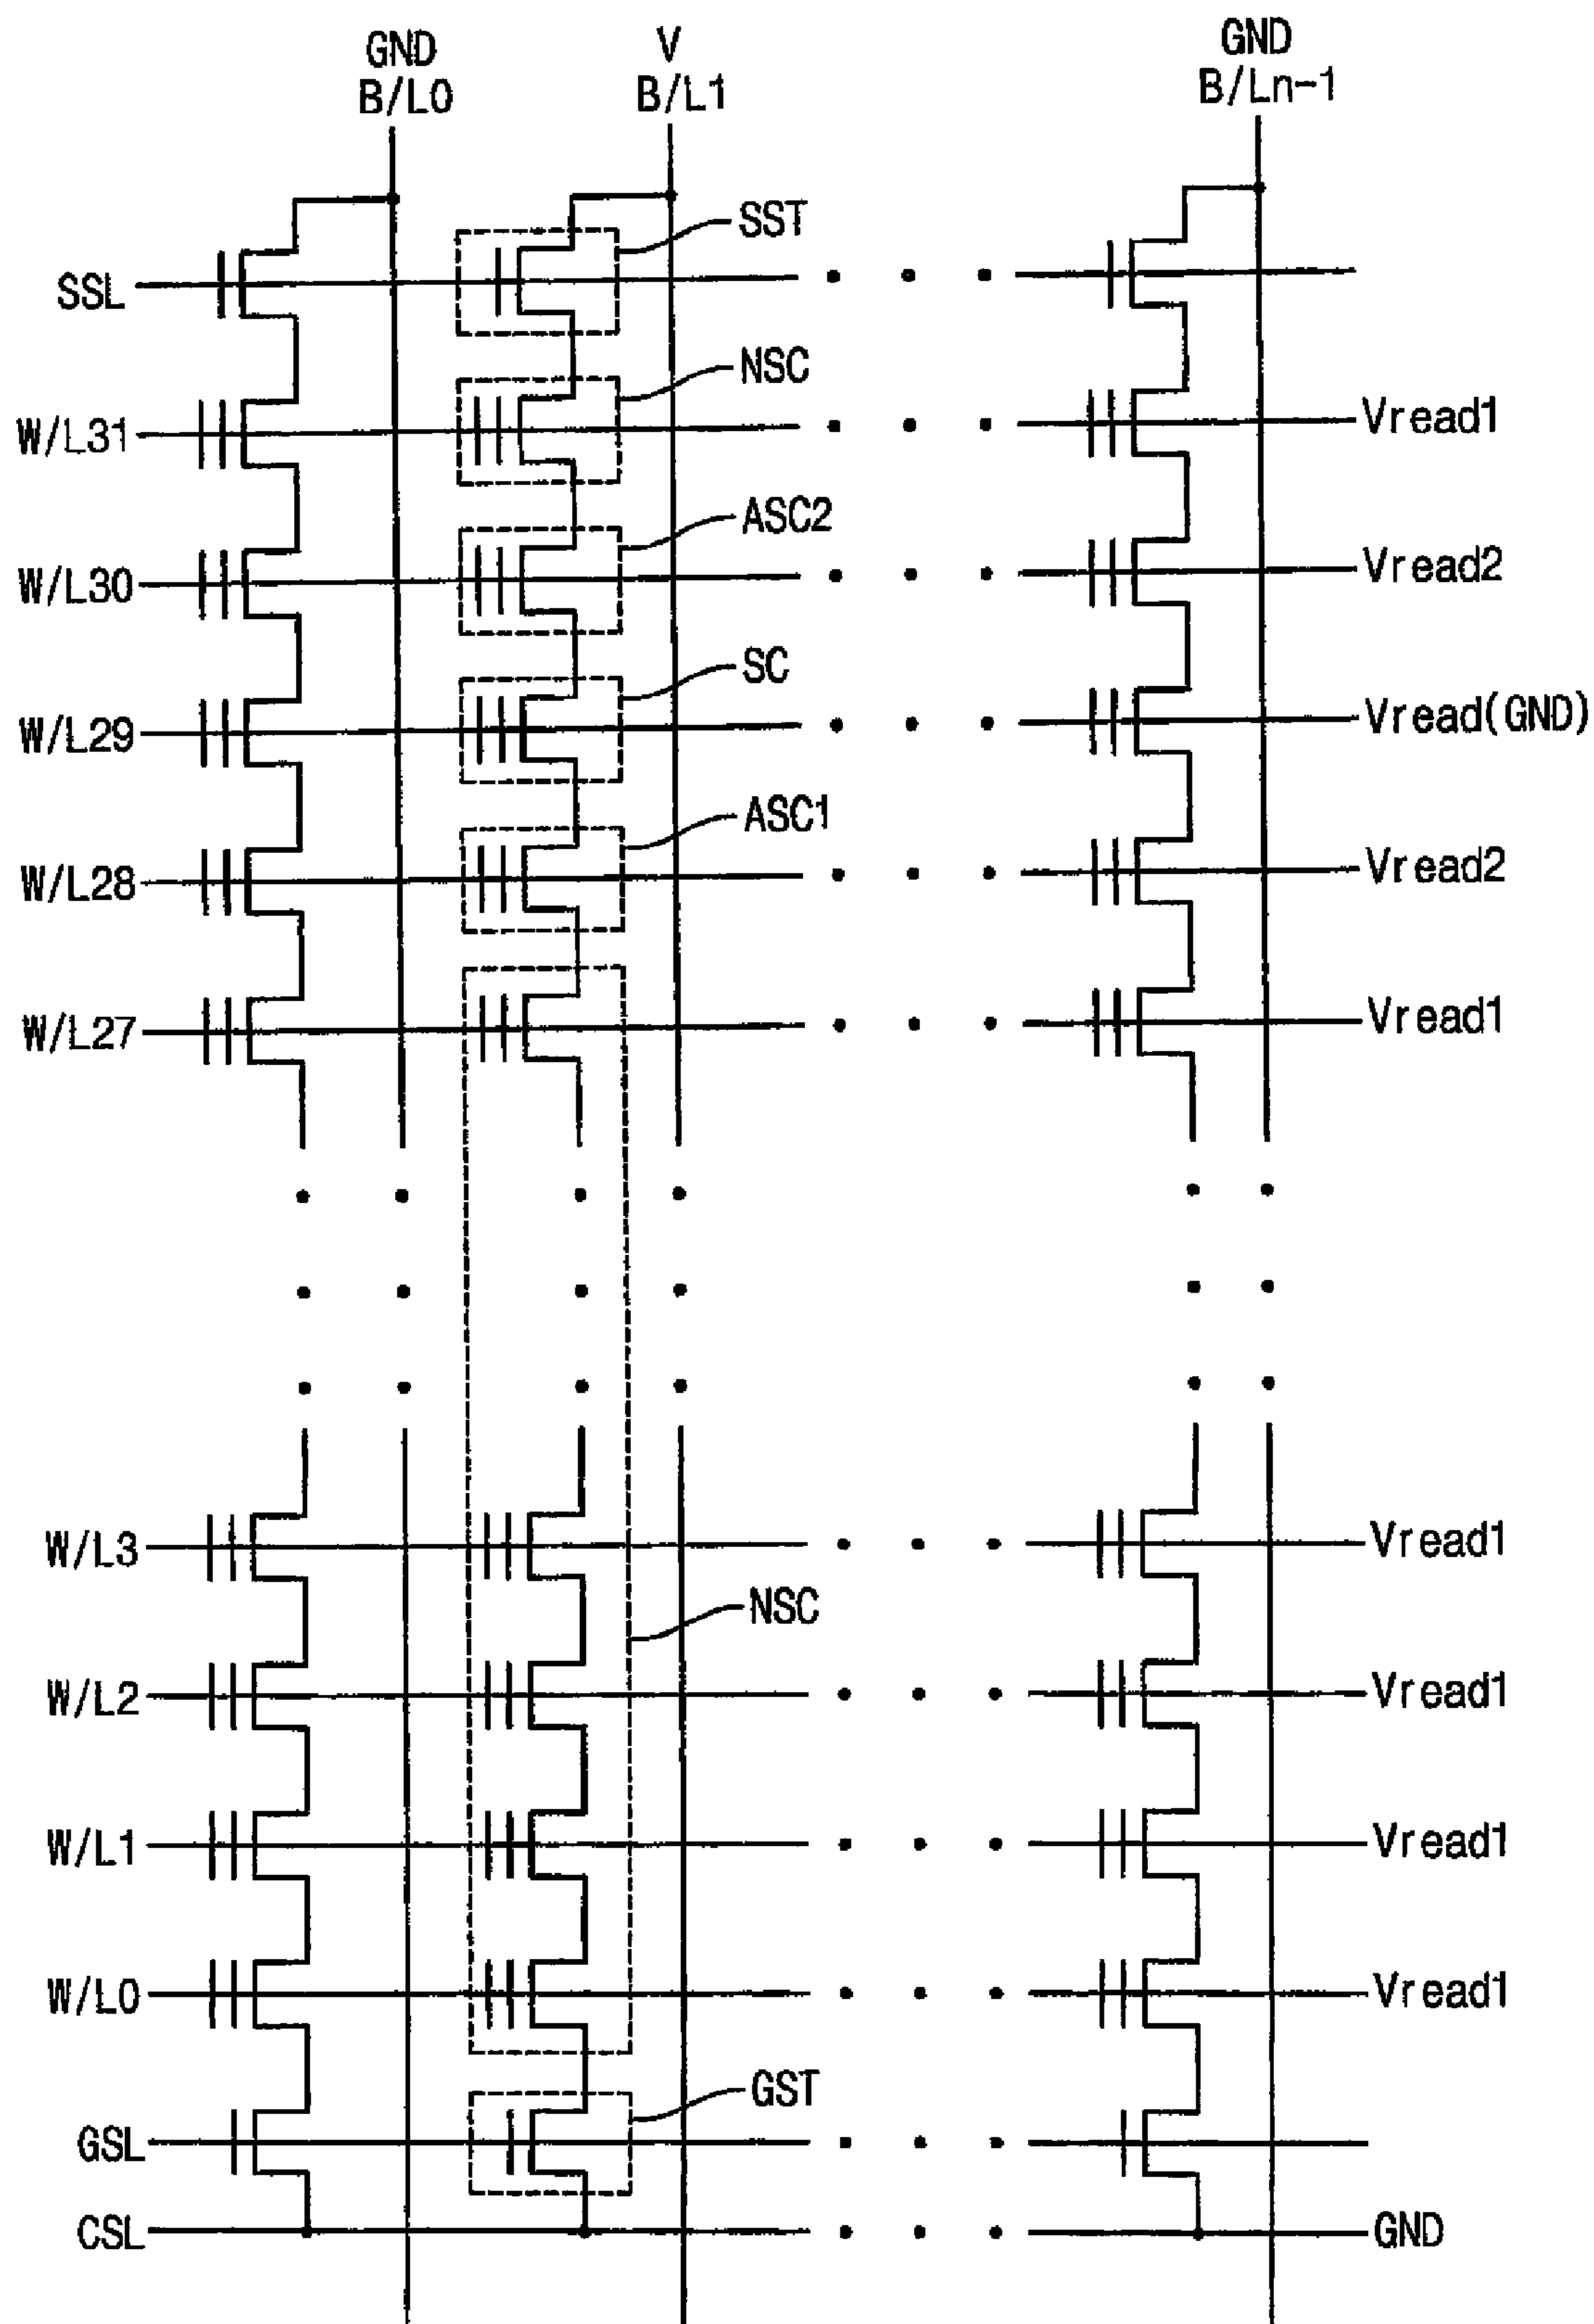 GND
B/L0
V
B/L1
GND
B/Ln-1
SST
SSL
NSC
W/L31
Vread1
ASC2
W/L30
Vread2
SC
W/L29
Vread(GND)
ASC1
W/L28
Vread2
W/L27
Vread1
W/L3
Vread1
NSC
W/L2
Vread1
W/L1
Vread1
W/L0
Vread1
GST
GSL
CSL
GND